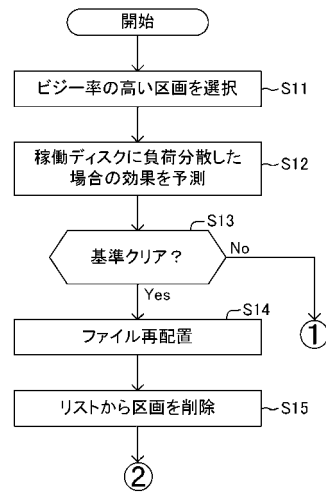 開始
ビジー率の高い区画を選択
S11
稼働ディスクに負荷分散した
場合の効果を予測
S12
S13
基準クリア?
No
Yes
①
S14
ファイル再配置
リストから区画を削除
S15
②